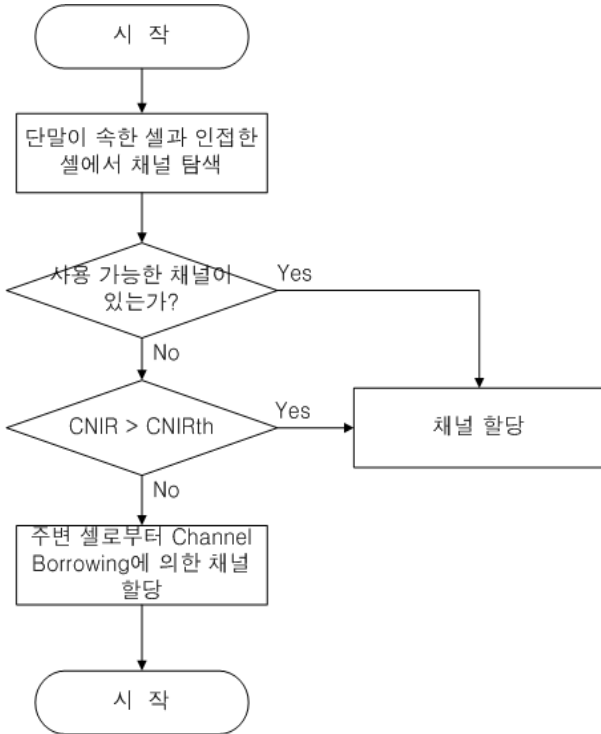 시 작
단말이 속한 셀과 인접한
셀에서 채널 탐색
사용 가능한 채널이
있는가?
Yes
No
CNIR > CNIRth
Yes
채널 할당
No
주변 셀로부터 Channel
Borrowing에 의한 채널
할당
시 작